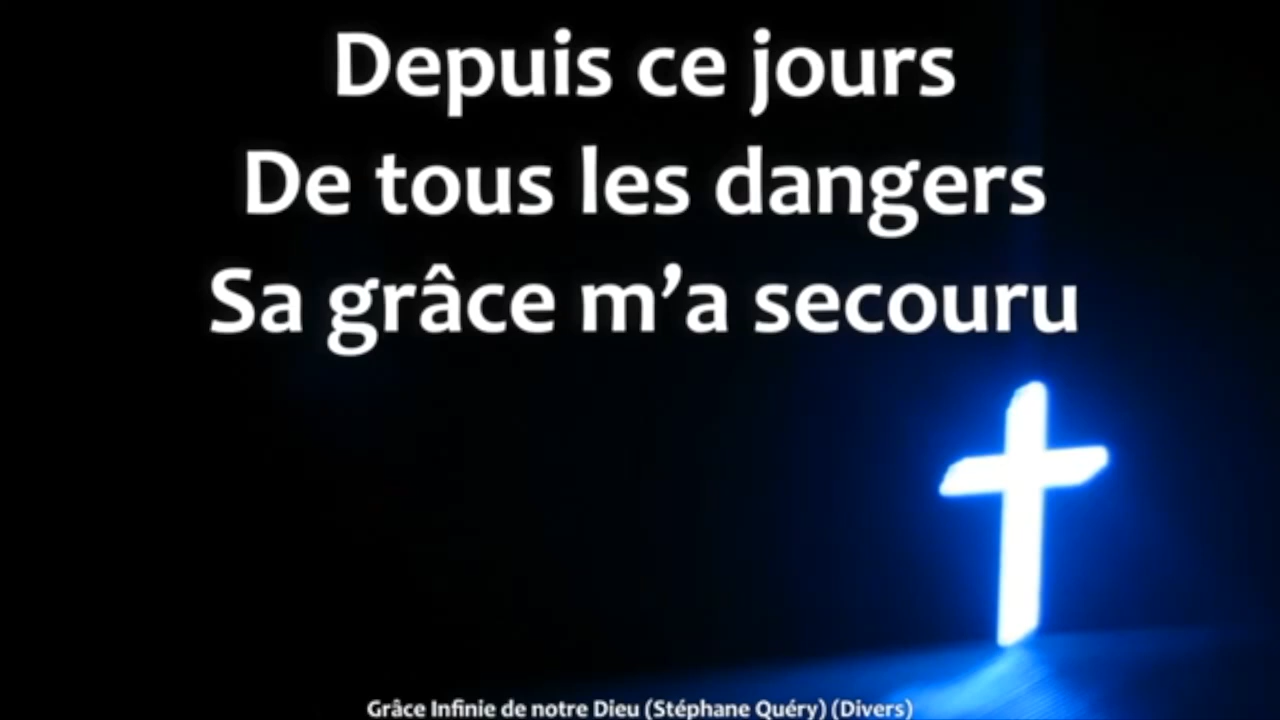 Depuis ce jours
De tous les dangers
Sa grâce m’a secouru
Grâce Infinie de notre Dieu (Stéphane Quéry) (Divers)